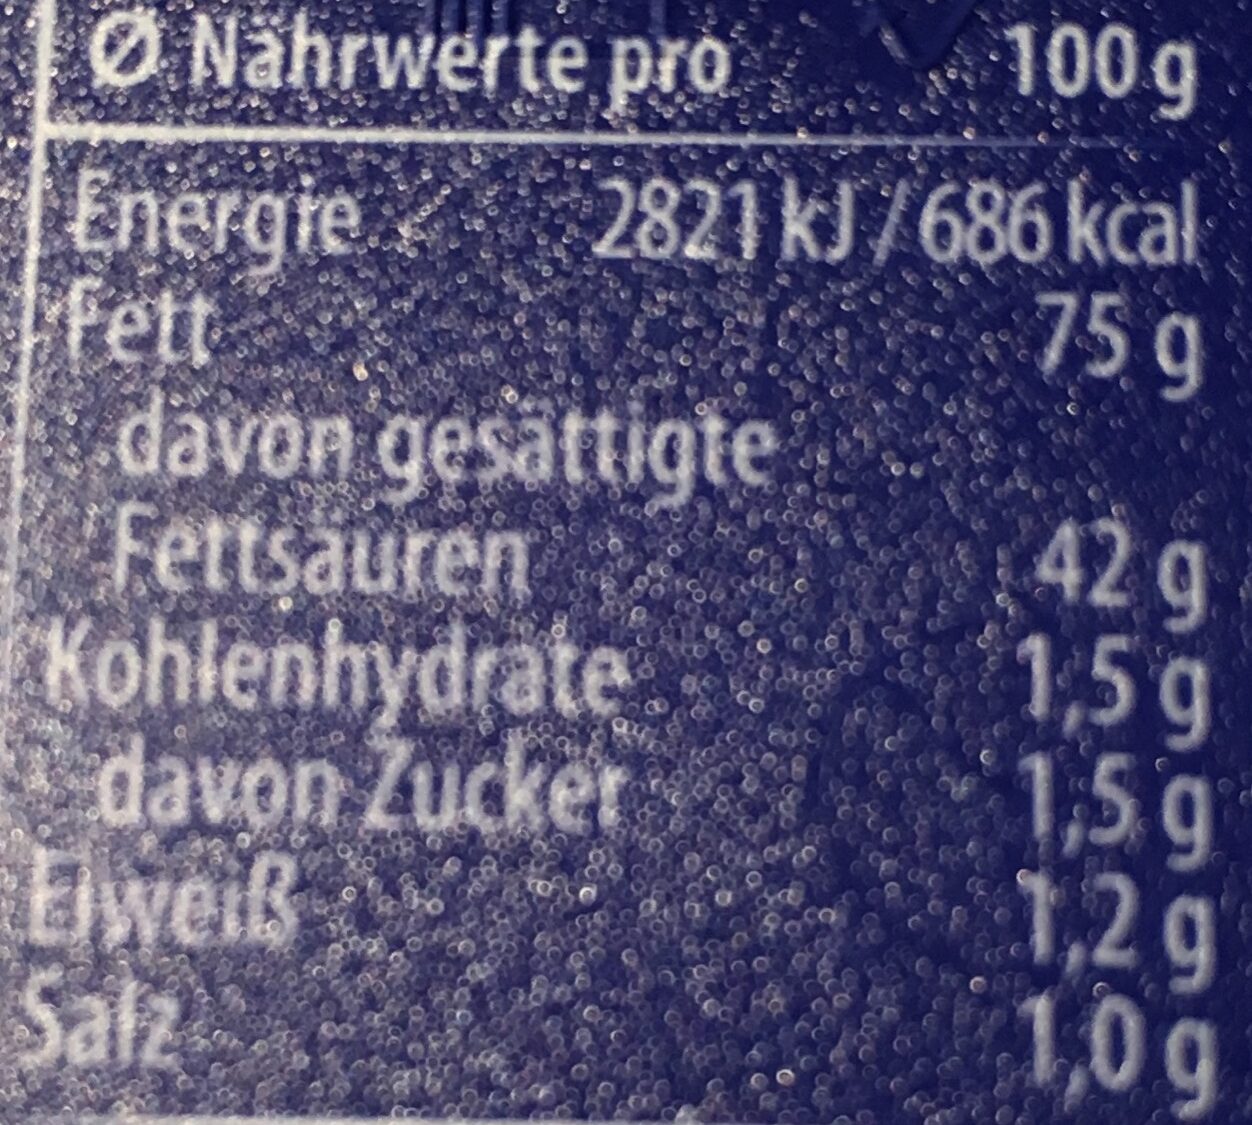 Ø Nährwerte pro 100 g
Energie 2821 kJ / 686 kcal
Fett 75 g
davon gesättigte
Fettsäuren 42 g
Kohlenhydrate 1,5 g
davon Zucker 1,5 g
Eiweiß 1,2 g
Salz 1,0 g